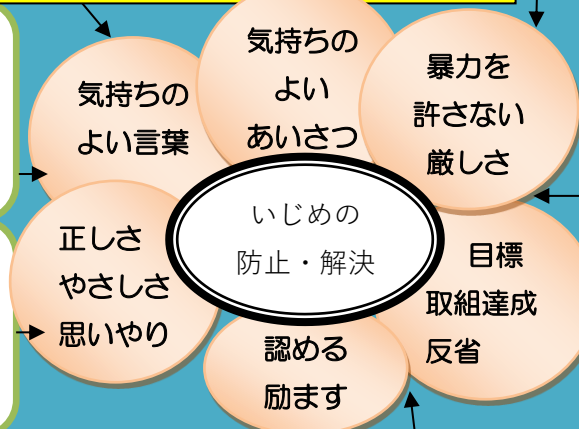 気持ちの
よい言葉
気持ちの
よい
あいさつ
暴力を
許さない
厳しさ
いじめの
防止・解決
正しさ
やさしさ
思いやり
認める
励ます
目標
取組達成
反省